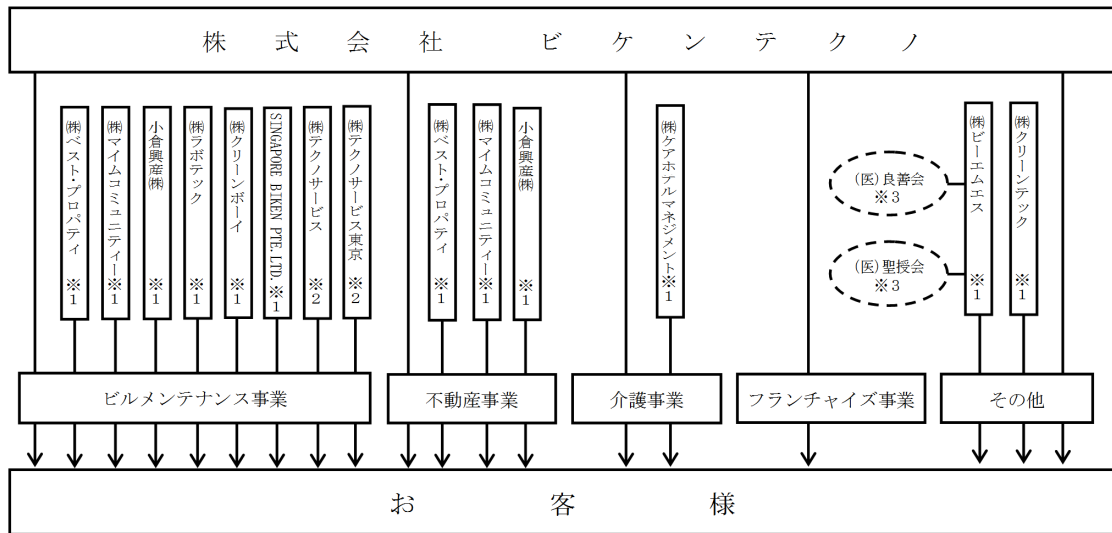 株式会社 ビケンテクノ
㈱ベスト・プロパティ ※1
㈱マイムコミュニティー※1
小倉興産㈱ ※1
㈱ラボテック ※1
㈱クリーンボーイ ※1
SINGAPORE BIKEN PTE.LTD.※1
㈱テクノサービス ※2
㈱テクノサービス東京 ※2
㈱ベスト・プロパティ ※1
㈱マイムコミュニティー※1
小倉興産㈱ ※1
㈱ケアホテルマネジメント※1
(医)良善会
※3
(医)聖授会
※3
㈱ビーエムエス ※1
㈱クリーンテック ※1
ビルメンテナンス事業
不動産事業
介護事業
フランチャイズ事業
その他
お客様